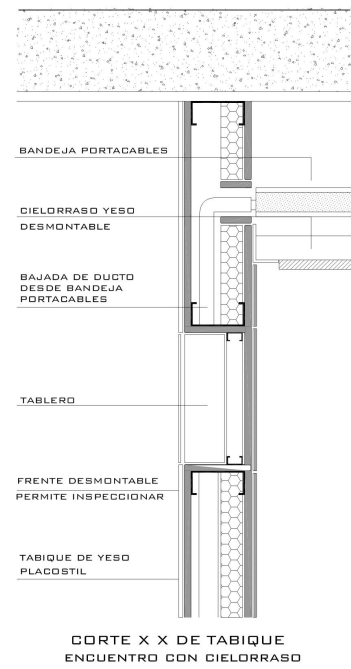 BANDEJA PORTACABLES
CIELORRASO YESO
DESMONTABLE
BAJADA DE DUCTO
DESDE BANDEJA
PORTACABLES
TABLERO
FRENTE DESMONTABLE
PERMITE INSPECCIONAR
TABIQUE DE YESO
PLACOSTIL
CORTE X X DE TABIQUE
ENCUENTRO CON CIELORRASO